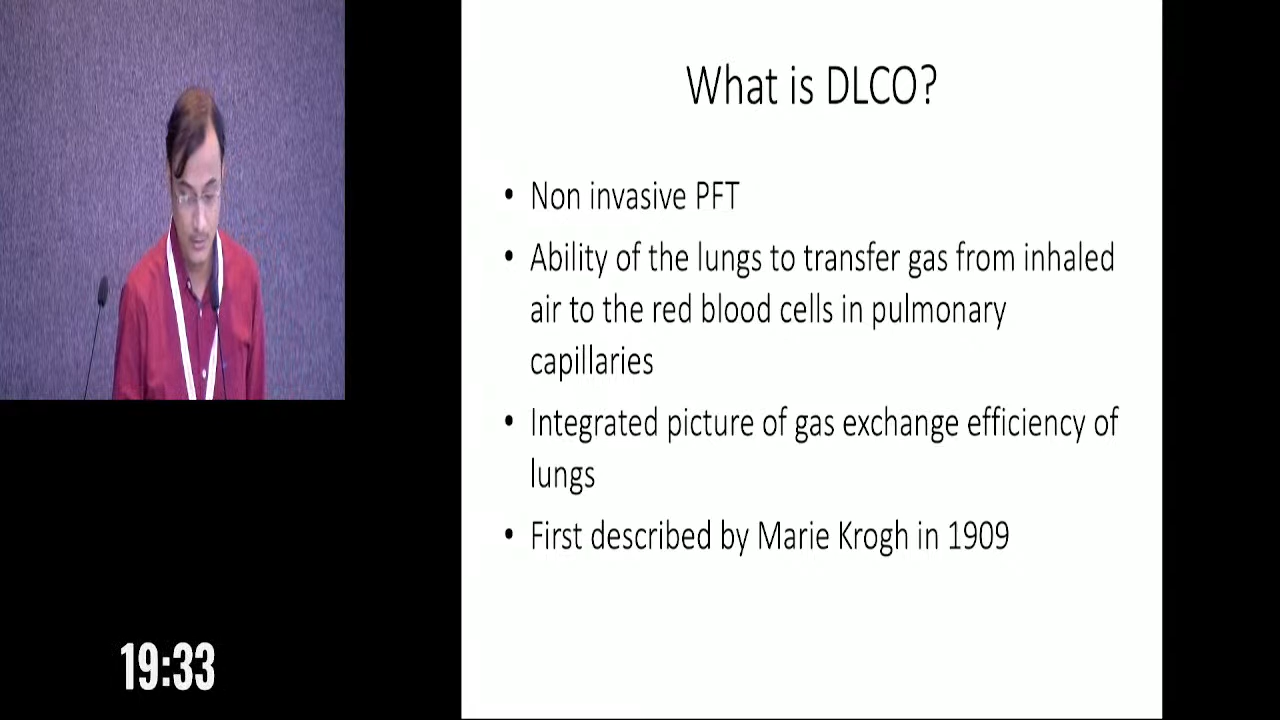 What is DLCO?
• Non invasive PFT
• Ability of the lungs to transfer gas from inhaled
air to the red blood cells in pulmonary
capillaries
• Integrated picture of gas exchange efficiency of
lungs
• First described by Marie Krogh in 1909
19:33